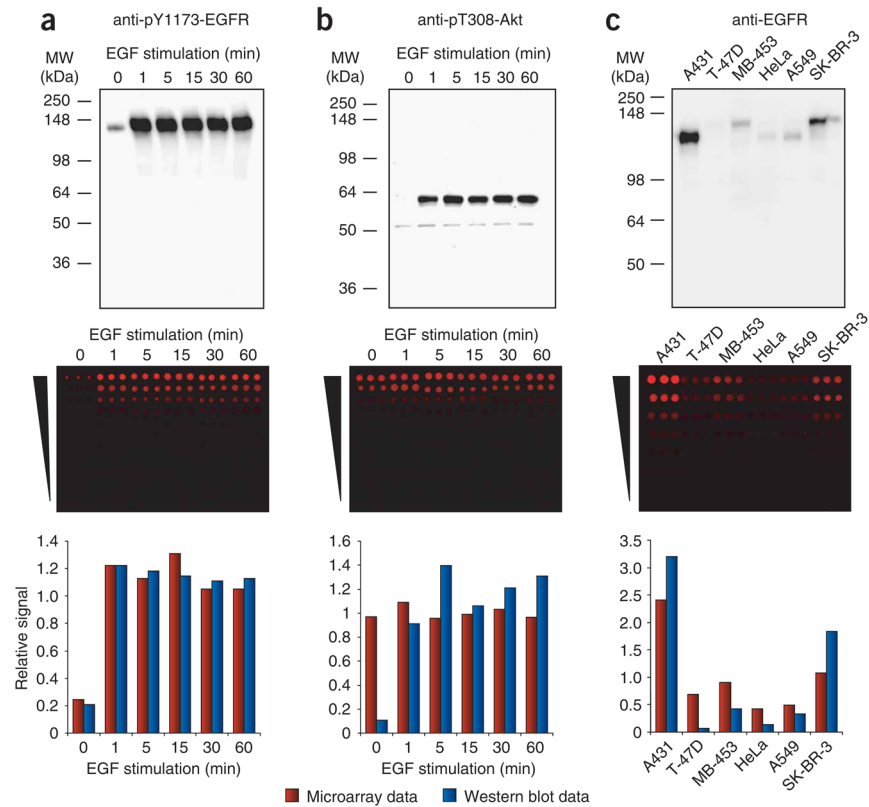 a anti-pY1173-EGFR
MW (kDa)
EGF stimulation (min)
0 1 5 15 30 60
250
148
98
64
50
36
EGF stimulation (min)
0 1 5 15 30 60
Relative signal
1.4
1.2
1.0
0.8
0.6
0.4
0.2
0
0 1 5 15 30 60
EGF stimulation (min)
b anti-pT308-Akt
MW (kDa)
EGF stimulation (min)
0 1 5 15 30 60
250
148
98
64
50
36
EGF stimulation (min)
0 1 5 15 30 60
1.6
1.4
1.2
1
0.8
0.6
0.4
0.2
0
0 1 5 15 30 60
EGF stimulation (min)
c anti-EGFR
MW (kDa)
A431 T-47D MB-453 HeLa A549 SK-BR-3
250
148
98
64
50
A431 T-47D MB-453 HeLa A549 SK-BR-3
3.5
3.0
2.5
2.0
1.5
1.0
0.5
0
A431 T-47D MB-453 HeLa A549 SK-BR-3
Microarray data Western blot data